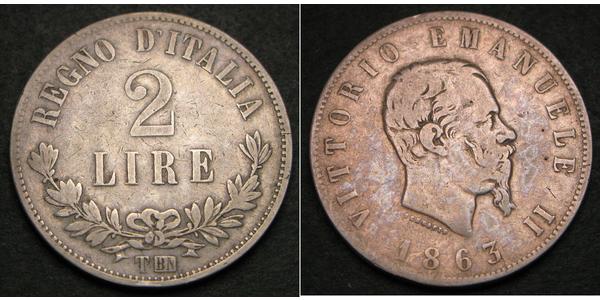 REGNO D'ITALIA
2
LIRE
T BN
VITTORIO EMANUELE II
1863